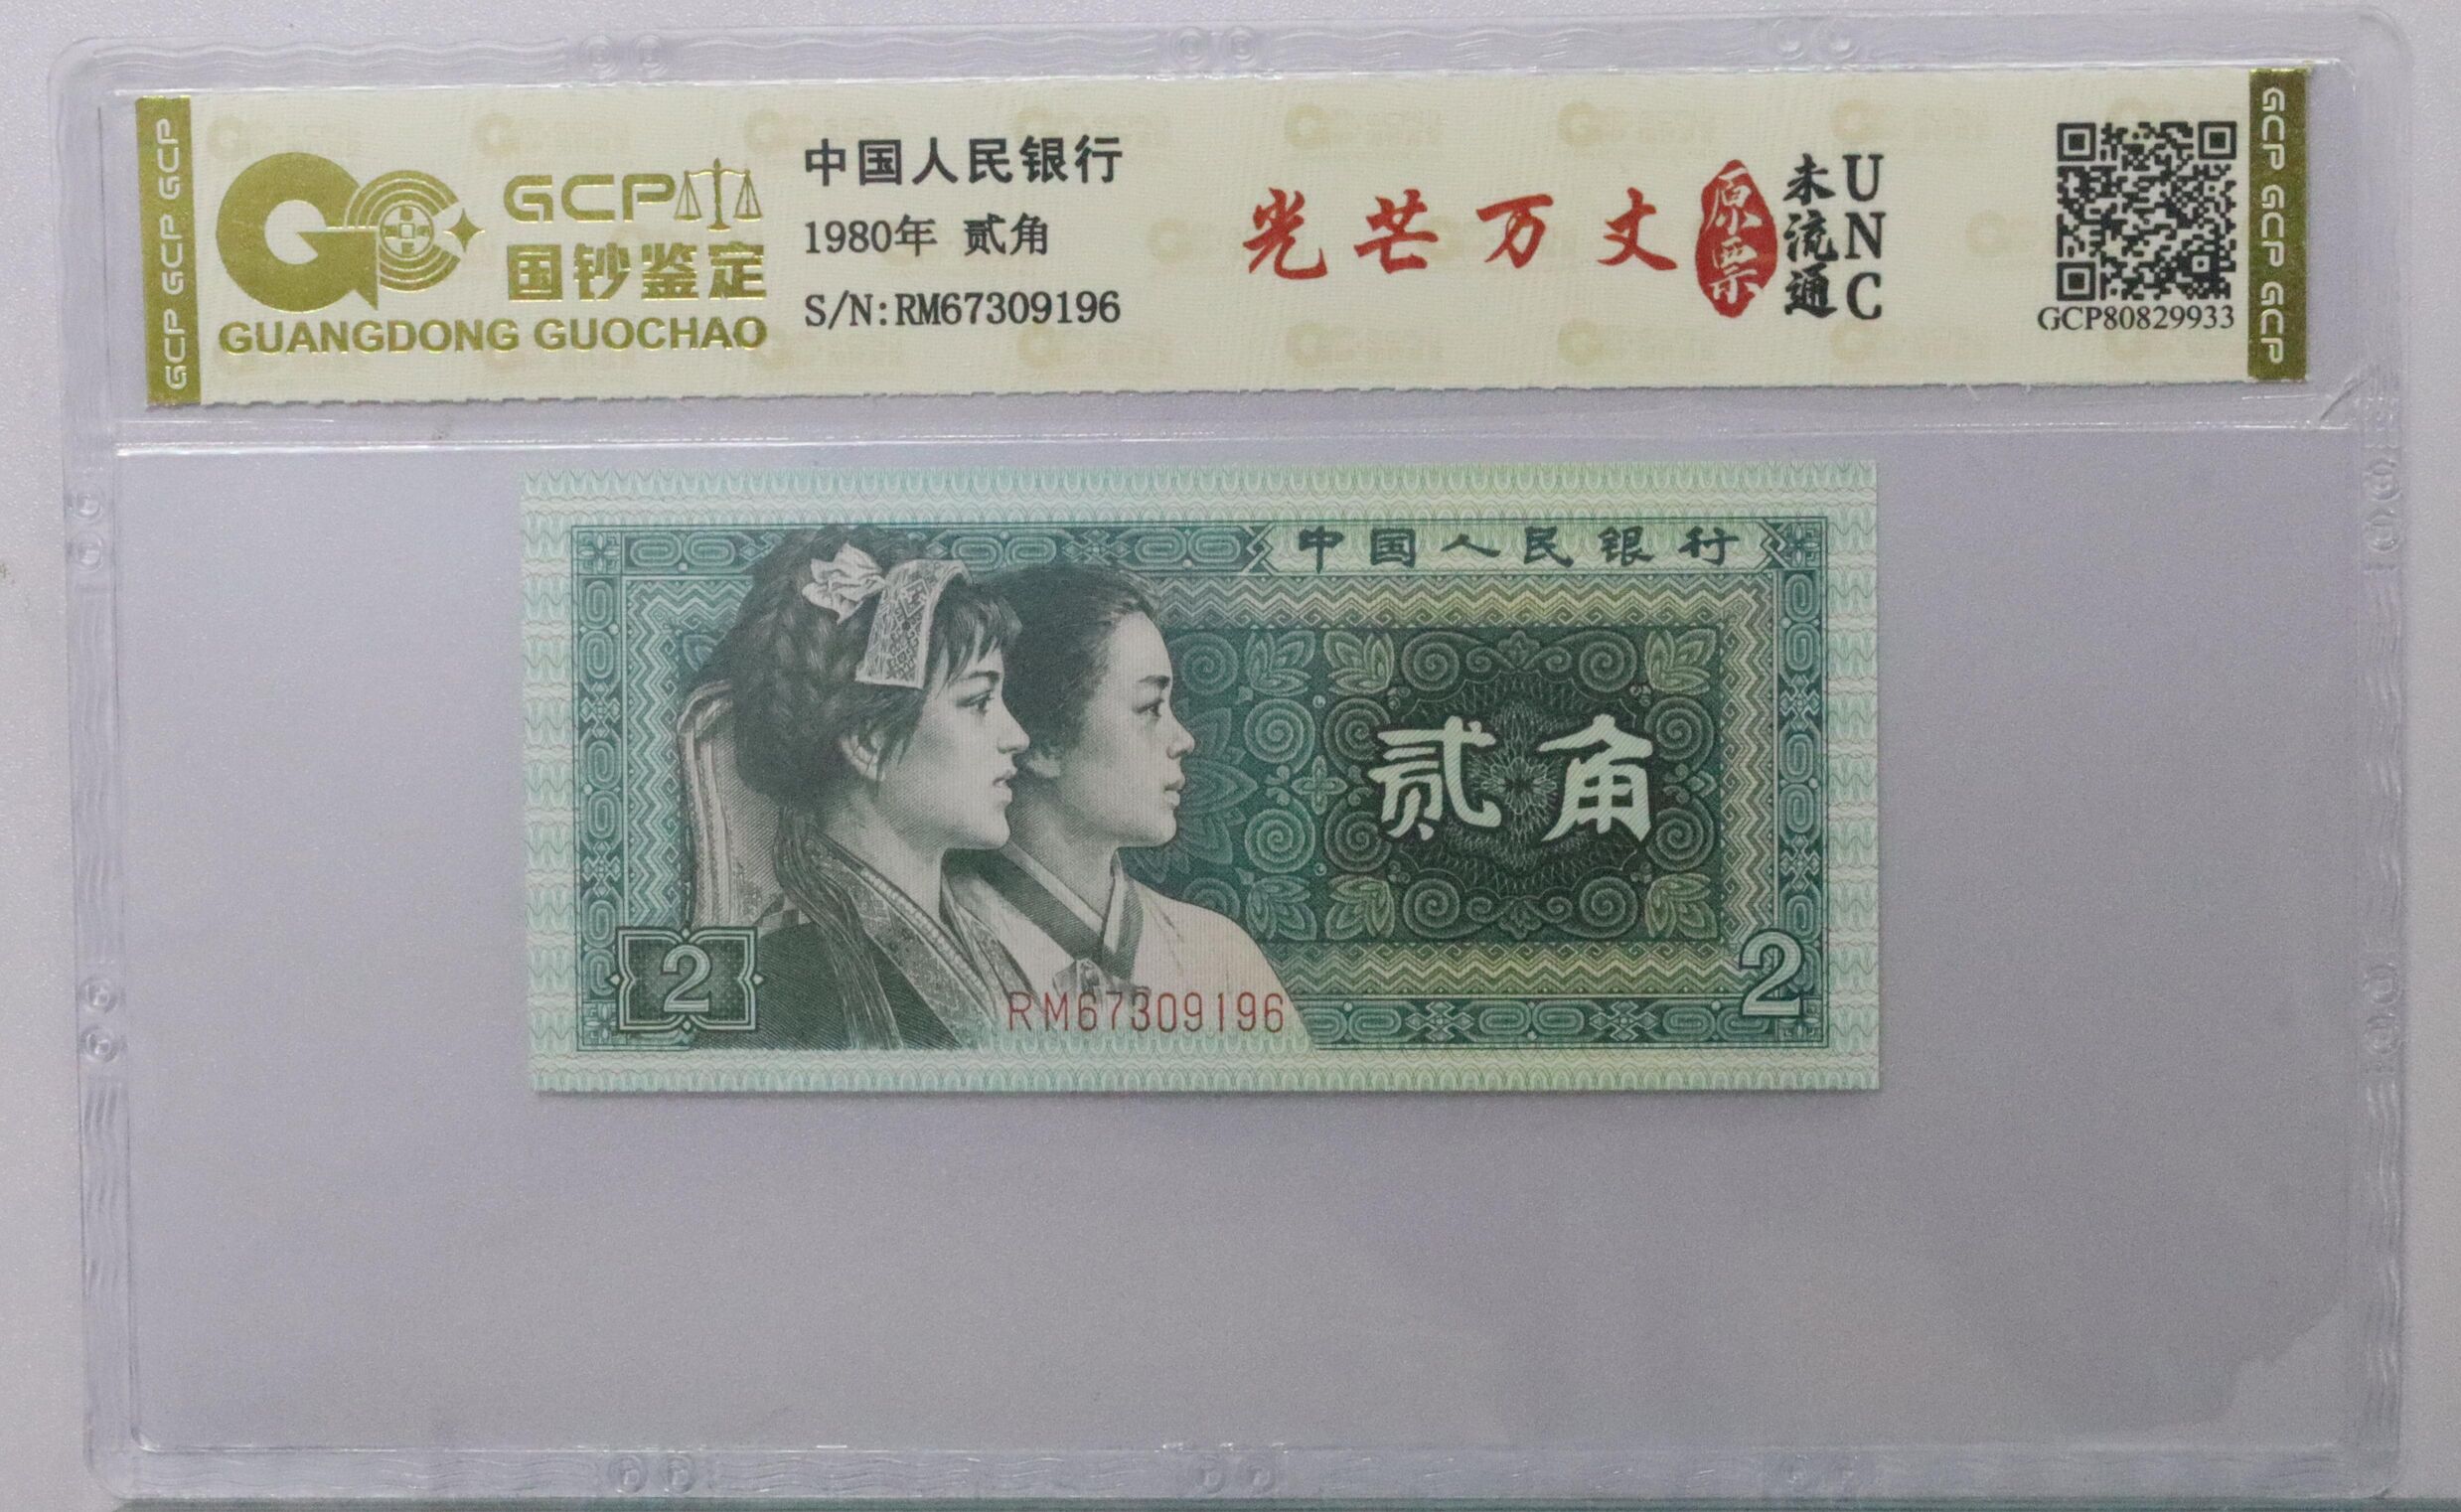 GCP GCP GCP
GCP
国钞鉴定
GUANGDONG GUOCHAO
中国人民银行
1980年 贰角
S/N:RM67309196
光芒万丈
原票
未流通
UNC
GCP80829933
GCP GCP GCP
中国人民银行
贰角
2
RM67309196
2